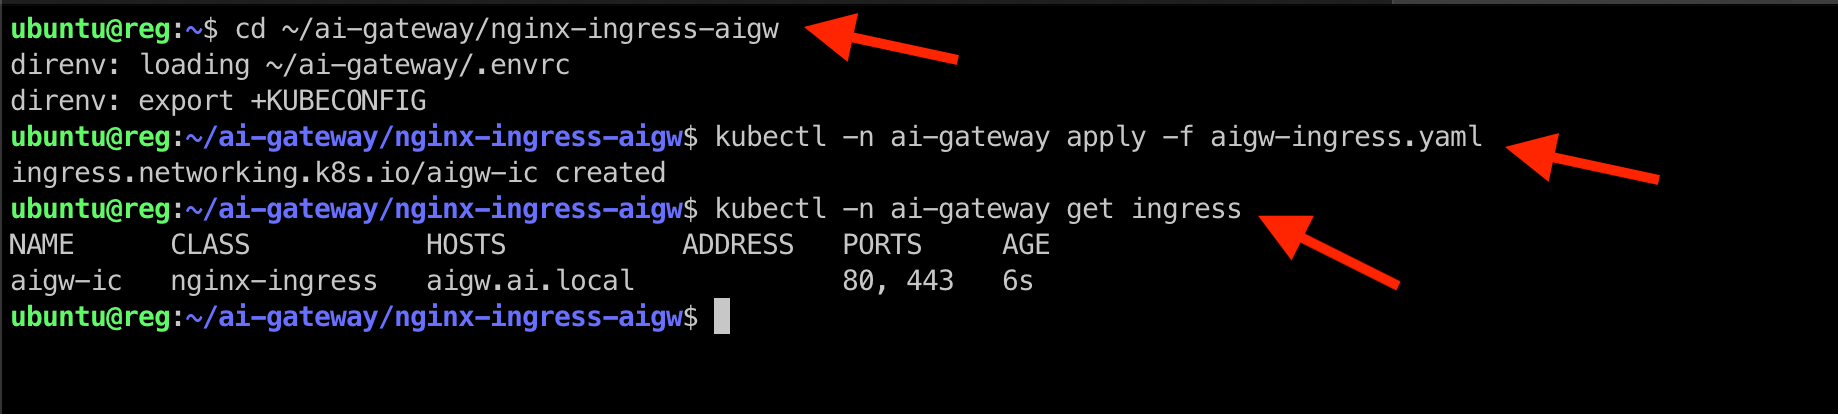 ubuntu@reg:~$ cd ~/ai-gateway/nginx-ingress-aigw
direnv: loading ~/ai-gateway/.envrc
direnv: export +KUBECONFIG
ubuntu@reg:~/ai-gateway/nginx-ingress-aigw$ kubectl -n ai-gateway apply -f aigw-ingress.yaml
ingress.networking.k8s.io/aigw-ic created
ubuntu@reg:~/ai-gateway/nginx-ingress-aigw$ kubectl -n ai-gateway get ingress
NAME      CLASS           HOSTS           ADDRESS   PORTS     AGE
aigw-ic   nginx-ingress   aigw.ai.local             80, 443   6s
ubuntu@reg:~/ai-gateway/nginx-ingress-aigw$